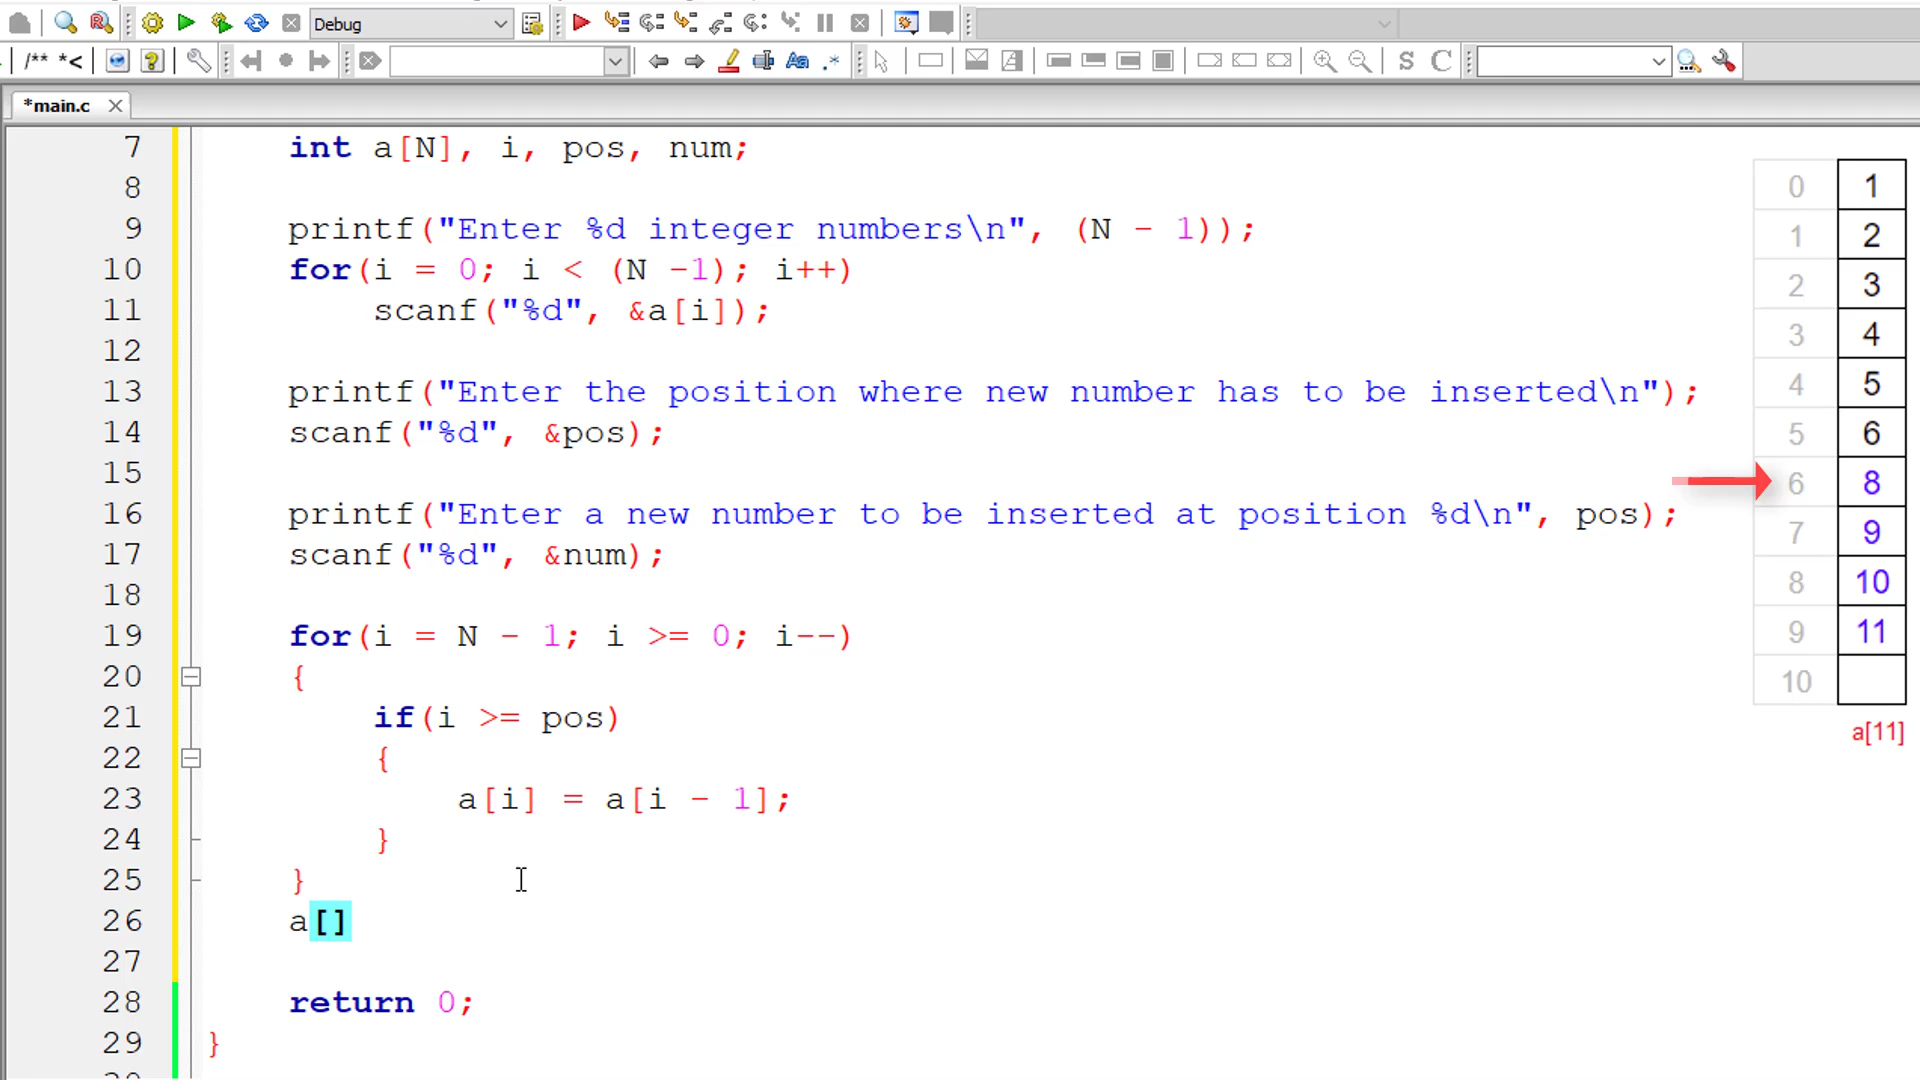 Debug
/** *<
Aa .* S C
*main.c
7 int a[N], i, pos, num;
8
9 printf("Enter %d integer numbers\n", (N - 1));
10 for(i = 0; i < (N -1); i++)
11 scanf("%d", &a[i]);
12
13 printf("Enter the position where new number has to be inserted\n");
14 scanf("%d", &pos);
15
16 printf("Enter a new number to be inserted at position %d\n", pos);
17 scanf("%d", &num);
18
19 for(i = N - 1; i >= 0; i--)
20 {
21 if(i >= pos)
22 {
23 a[i] = a[i - 1];
24 }
25 }
26 a[]
27
28 return 0;
29 }
0 1
1 2
2 3
3 4
4 5
5 6
6 8
7 9
8 10
9 11
10
a[11]